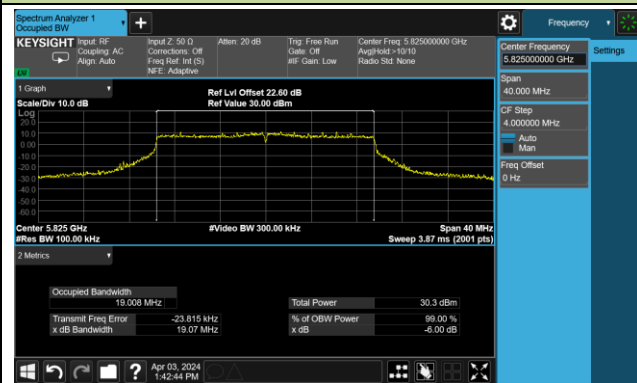 Spectrum Analyzer 1
Occupied BW
Frequency
KEYSIGHT
Input: RF
Coupling: AC
Align: Auto
Input Z: 50 Ω
Corrections: Off
Freq Ref: Int (S)
NFE: Adaptive
Atten: 20 dB
Trig: Free Run
Gate: Off
#IF Gain: Low
Center Freq: 5.825000000 GHz
Avg|Hold:>10/10
Radio Std: None
Center Frequency
5.825000000 GHz
Settings
Span
40.000 MHz
CF Step
4.000000 MHz
Auto
Man
Freq Offset
0 Hz
1 Graph
Scale/Div 10.0 dB
Ref Lvl Offset 22.60 dB
Ref Value 30.00 dBm
Log
20.0
10.0
0.00
-10.0
-20.0
-30.0
-40.0
-50.0
-60.0
Center 5.825 GHz
#Res BW 100.00 kHz
#Video BW 300.00 kHz
Span 40 MHz
Sweep 3.87 ms (2001 pts)
2 Metrics
Occupied Bandwidth
19.008 MHz
Total Power 30.3 dBm
Transmit Freq Error -23.815 kHz
% of OBW Power 99.00 %
x dB Bandwidth 19.07 MHz
x dB -6.00 dB
Apr 03, 2024
1:42:44 PM